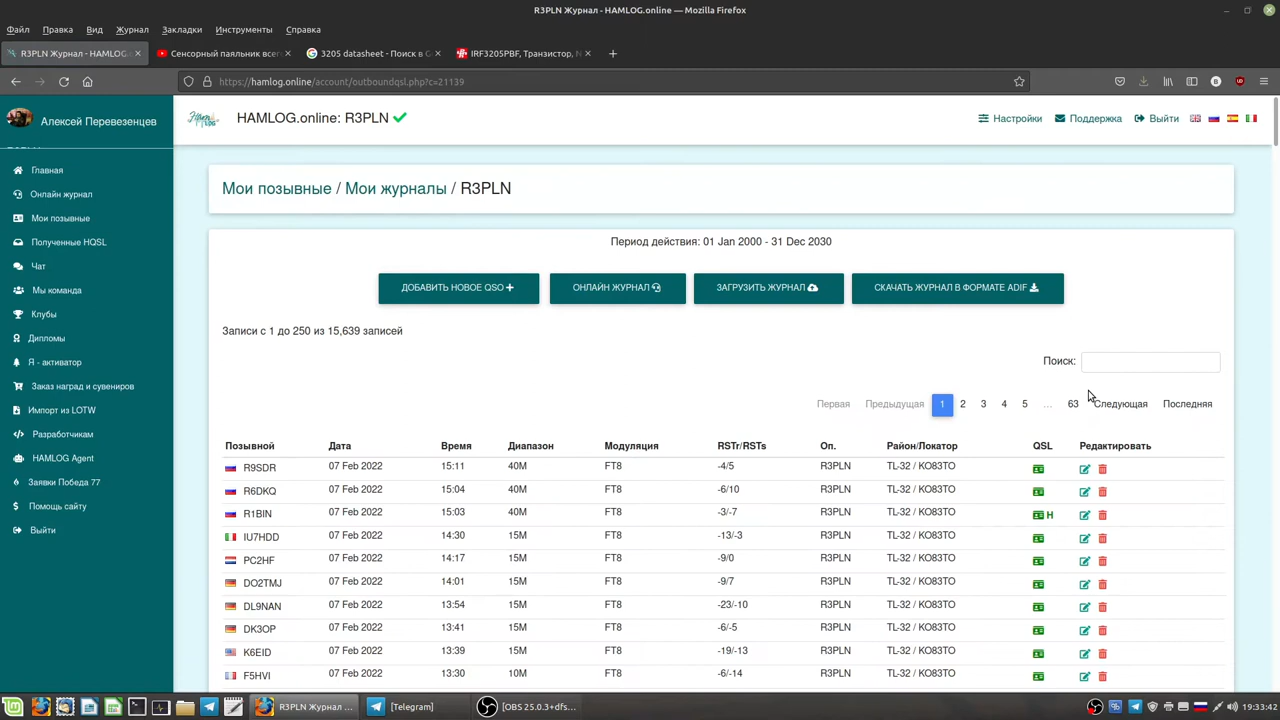 R3PLN Журнал - HAMLOG.online — Mozilla Firefox
Файл Правка Вид Журнал Закладки Инструменты Справка
R3PLN Журнал - HAMLOG.
Сенсорный паяльник всег
3205 datasheet - Поиск в
IRF3205PBF, Транзистор,
https://hamlog.online/account/outboundqsl.php?c=21139
Алексей Перевезенцев
HAMLOG.online: R3PLN
Настройки Поддержка Выйти
Главная
Онлайн журнал
Мои позывные
Полученные HQSL
Чат
Мы команда
Клубы
Дипломы
Я - активатор
Заказ наград и сувениров
Импорт из LOTW
Разработчикам
HAMLOG Agent
Заявки Победа 77
Помощь сайту
Выйти
Мои позывные / Мои журналы / R3PLN
Период действия: 01 Jan 2000 - 31 Dec 2030
ДОБАВИТЬ НОВОЕ QSO
ОНЛАЙН ЖУРНАЛ
ЗАГРУЗИТЬ ЖУРНАЛ
СКАЧАТЬ ЖУРНАЛ В ФОРМАТЕ ADIF
Записи с 1 до 250 из 15,639 записей
Поиск:
Первая Предыдущая 1 2 3 4 5 … 63 Следующая Последняя
Позывной Дата Время Диапазон Модуляция RSTr/RSTs Оп. Район/Локатор QSL Редактировать
R9SDR 07 Feb 2022 15:11 40M FT8 -4/5 R3PLN TL-32 / KO83TO
R6DKQ 07 Feb 2022 15:04 40M FT8 -6/10 R3PLN TL-32 / KO83TO
R1BIN 07 Feb 2022 15:03 40M FT8 -3/-7 R3PLN TL-32 / KO83TO H
IU7HDD 07 Feb 2022 14:30 15M FT8 -13/-3 R3PLN TL-32 / KO83TO
PC2HF 07 Feb 2022 14:17 15M FT8 -9/0 R3PLN TL-32 / KO83TO
DO2TMJ 07 Feb 2022 14:01 15M FT8 -9/7 R3PLN TL-32 / KO83TO
DL9NAN 07 Feb 2022 13:54 15M FT8 -23/-10 R3PLN TL-32 / KO83TO
DK3OP 07 Feb 2022 13:41 15M FT8 -6/-5 R3PLN TL-32 / KO83TO
K6EID 07 Feb 2022 13:39 15M FT8 -19/-13 R3PLN TL-32 / KO83TO
F5HVI 07 Feb 2022 13:30 10M FT8 -6/-14 R3PLN TL-32 / KO83TO
R3PLN Журнал ...
[Telegram]
[OBS 25.0.3+dfs...
19:33:42